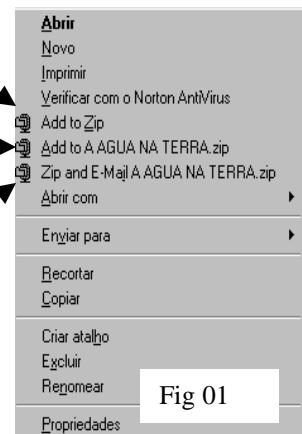 Abrir
Novo
Imprimir
Verificar com o Norton AntiVirus
Add to Zip
Add to A AGUA NA TERRA.zip
Zip and E-Mail A AGUA NA TERRA.zip
Abrir com
Enviar para
Recortar
Copiar
Criar atalho
Excluir
Renomear
Fig 01
Propriedades